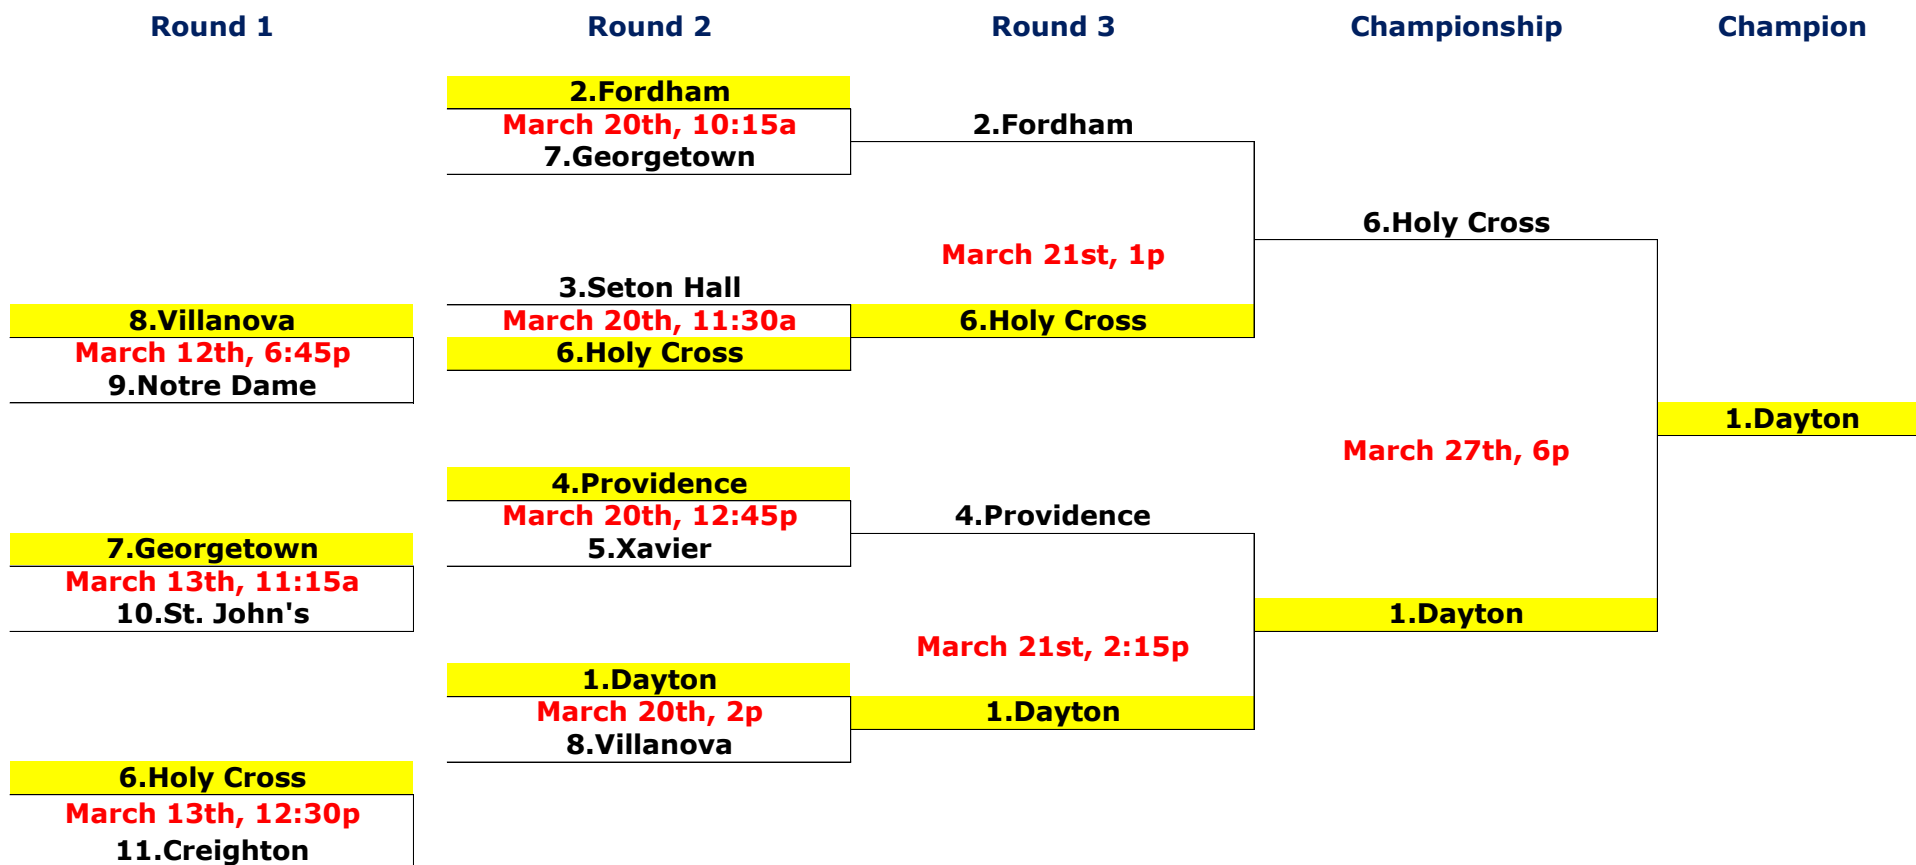 Round 1
Round 2
Round 3
Championship
Champion
8.Villanova
March 12th, 6:45p
9.Notre Dame
7.Georgetown
March 13th, 11:15a
10.St. John's
6.Holy Cross
March 13th, 12:30p
11.Creighton
2.Fordham
March 20th, 10:15a
7.Georgetown
3.Seton Hall
March 20th, 11:30a
6.Holy Cross
4.Providence
March 20th, 12:45p
5.Xavier
1.Dayton
March 20th, 2p
8.Villanova
2.Fordham
March 21st, 1p
6.Holy Cross
4.Providence
March 21st, 2:15p
1.Dayton
6.Holy Cross
March 27th, 6p
1.Dayton
1.Dayton